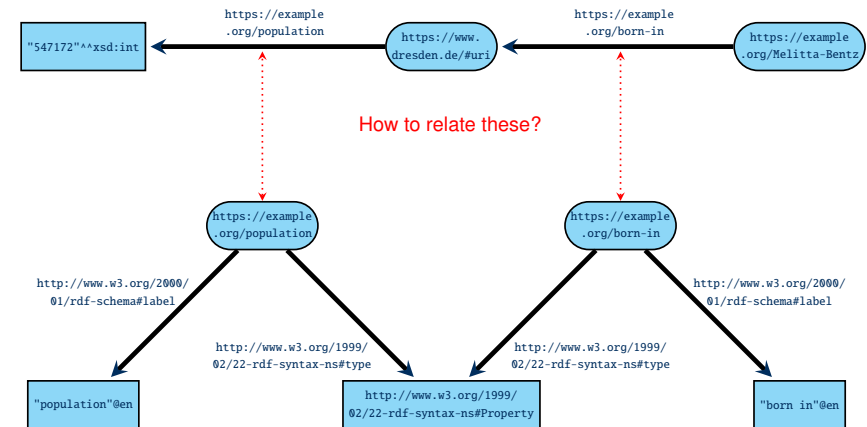 https://example
.org/population
https://example
.org/born-in
"547172"^^xsd:int
https://www.
dresden.de/#uri
https://example
.org/Melitta-Bentz
How to relate these?
https://example
.org/population
https://example
.org/born-in
http://www.w3.org/2000/
01/rdf-schema#label
http://www.w3.org/2000/
01/rdf-schema#label
http://www.w3.org/1999/
02/22-rdf-syntax-ns#type
http://www.w3.org/1999/
02/22-rdf-syntax-ns#type
"population"@en
http://www.w3.org/1999/
02/22-rdf-syntax-ns#Property
"born in"@en